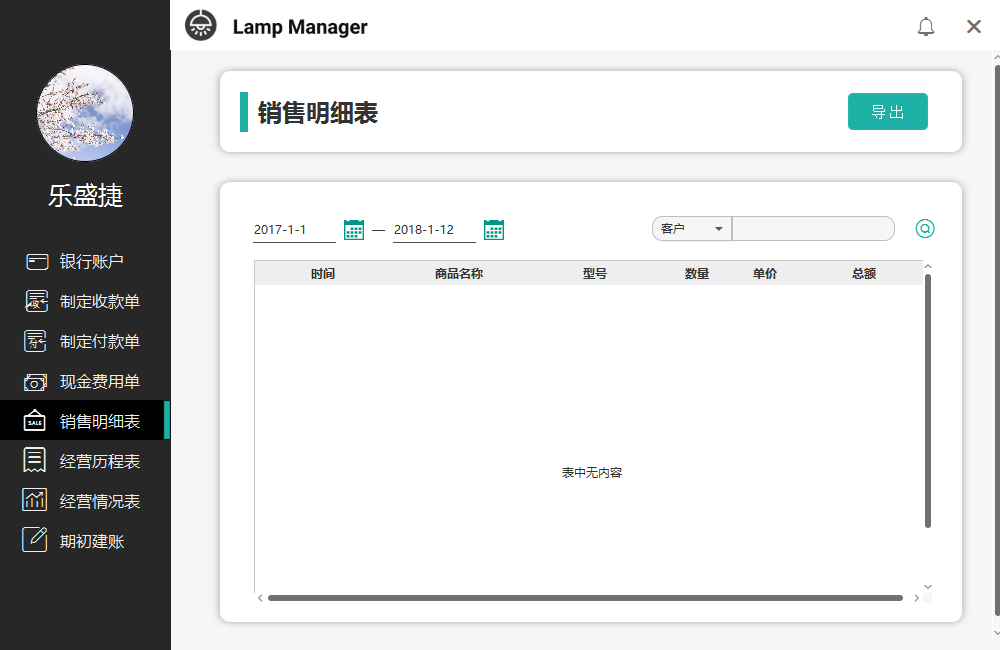 Lamp Manager
乐盛捷
银行账户
制定收款单
制定付款单
现金费用单
SALE
销售明细表
经营历程表
经营情况表
期初建账
销售明细表
导出
2017-1-1 — 2018-1-12 客户
时间 商品名称 型号 数量 单价 总额
表中无内容